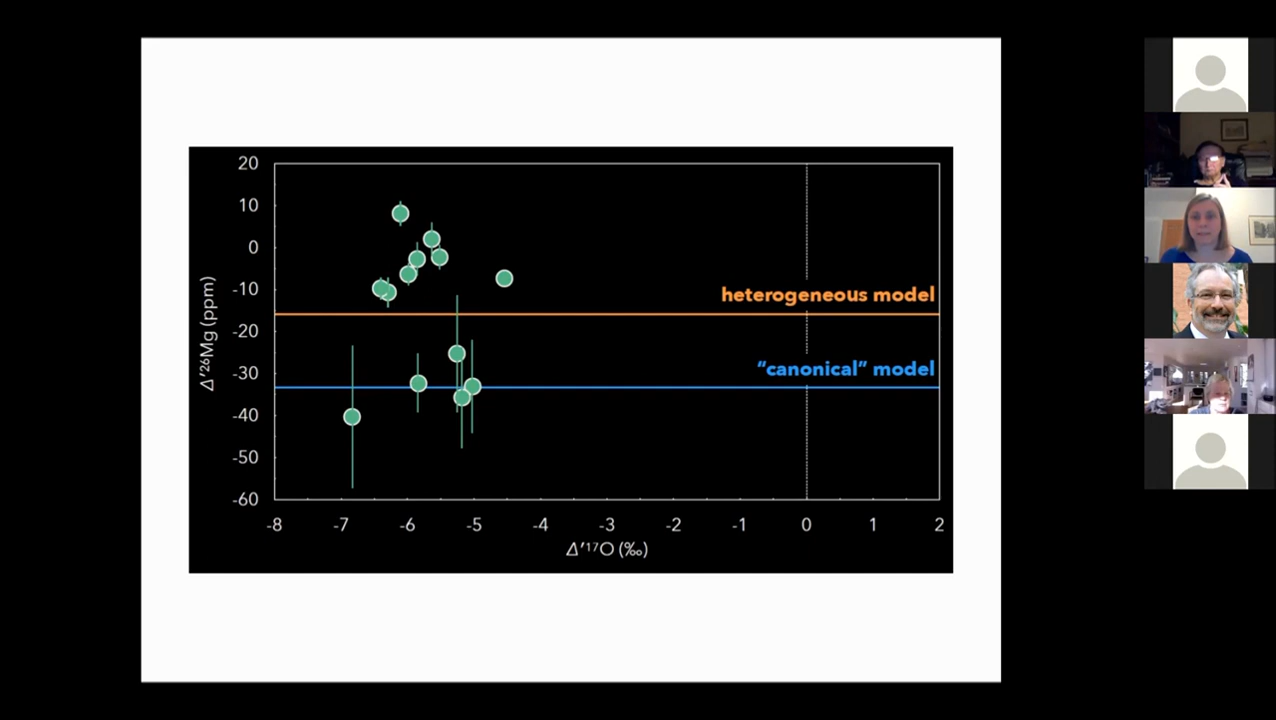 20
10
0
-10
-20
-30
-40
-50
-60
Δ′²⁶Mg (ppm)
heterogeneous model
“canonical” model
-8 -7 -6 -5 -4 -3 -2 -1 0 1 2
Δ′¹⁷O (‰)